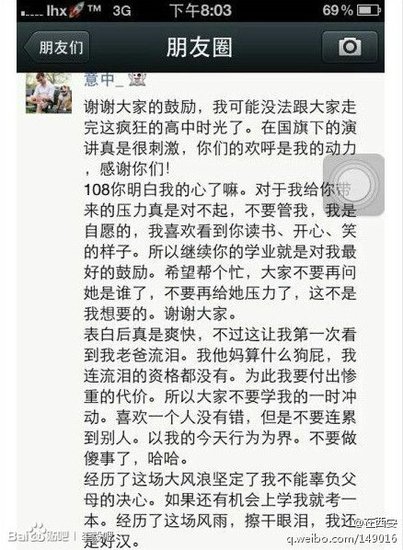 lhx🚀™ 3G 下午8:03 69%
朋友们 朋友圈
意中_
谢谢大家的鼓励，我可能没法跟大家走
完这疯狂的高中时光了。在国旗下的演
讲真是很刺激，你们的欢呼是我的动力
，感谢你们！
108你明白我的心了嘛。对于我给你带
来的压力真是对不起，不要管我，我是
自愿的，我喜欢看到你读书、开心、笑
的样子。所以继续你的学业就是对我最
好的鼓励。希望帮个忙，大家不要再问
她是谁了，不要再给她压力了，这不是
我想要的。谢谢大家。
表白后真是爽快，不过这让我第一次看
到我老爸流泪。我他妈算什么狗屁，我
连流泪的资格都没有。为此我要付出惨
重的代价。所以大家不要学我的一时冲
动。喜欢一个人没有错，但是不要连累
到别人。以我的今天行为为界。不要做
傻事了，哈哈。
经历了这场大风浪坚定了我不能辜负父
母的决心。如果还有机会上学我就考一
本。经历了这场风雨，擦干眼泪，我还
是好汉。
@在西安
q.weibo.com/149016
Bai 贴吧